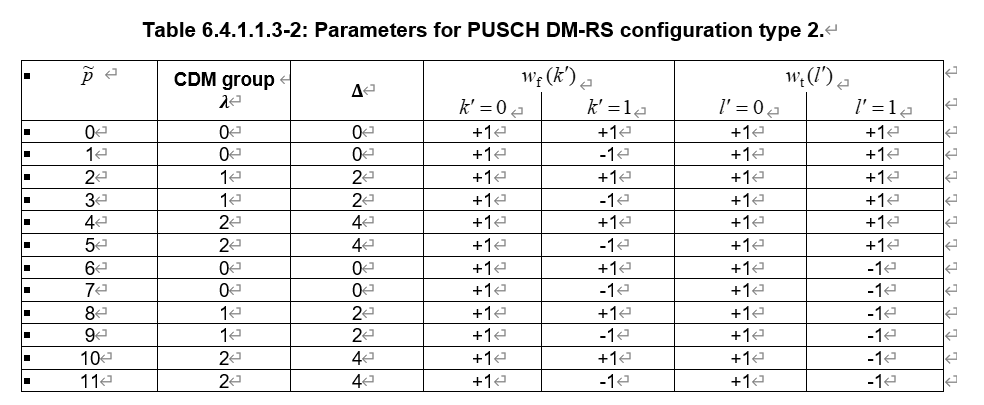 Table 6.4.1.1.3-2: Parameters for PUSCH DM-RS configuration type 2.
p̃ CDM group λ Δ w_f(k′) w_t(l′)
k′ = 0 k′ = 1 l′ = 0 l′ = 1
0 0 0 +1 +1 +1 +1
1 0 0 +1 -1 +1 +1
2 1 2 +1 +1 +1 +1
3 1 2 +1 -1 +1 +1
4 2 4 +1 +1 +1 +1
5 2 4 +1 -1 +1 +1
6 0 0 +1 +1 +1 -1
7 0 0 +1 -1 +1 -1
8 1 2 +1 +1 +1 -1
9 1 2 +1 -1 +1 -1
10 2 4 +1 +1 +1 -1
11 2 4 +1 -1 +1 -1